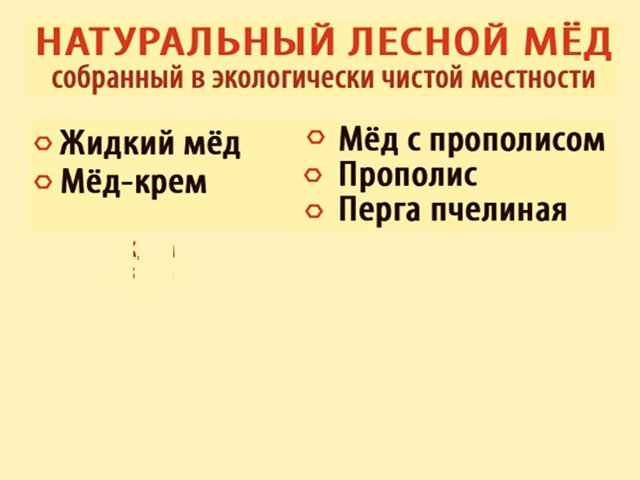 НАТУРАЛЬНЫЙ ЛЕСНОЙ МЁД
собранный в экологически чистой местности
Жидкий мёд
Мёд-крем
Мёд с прополисом
Прополис
Перга пчелиная